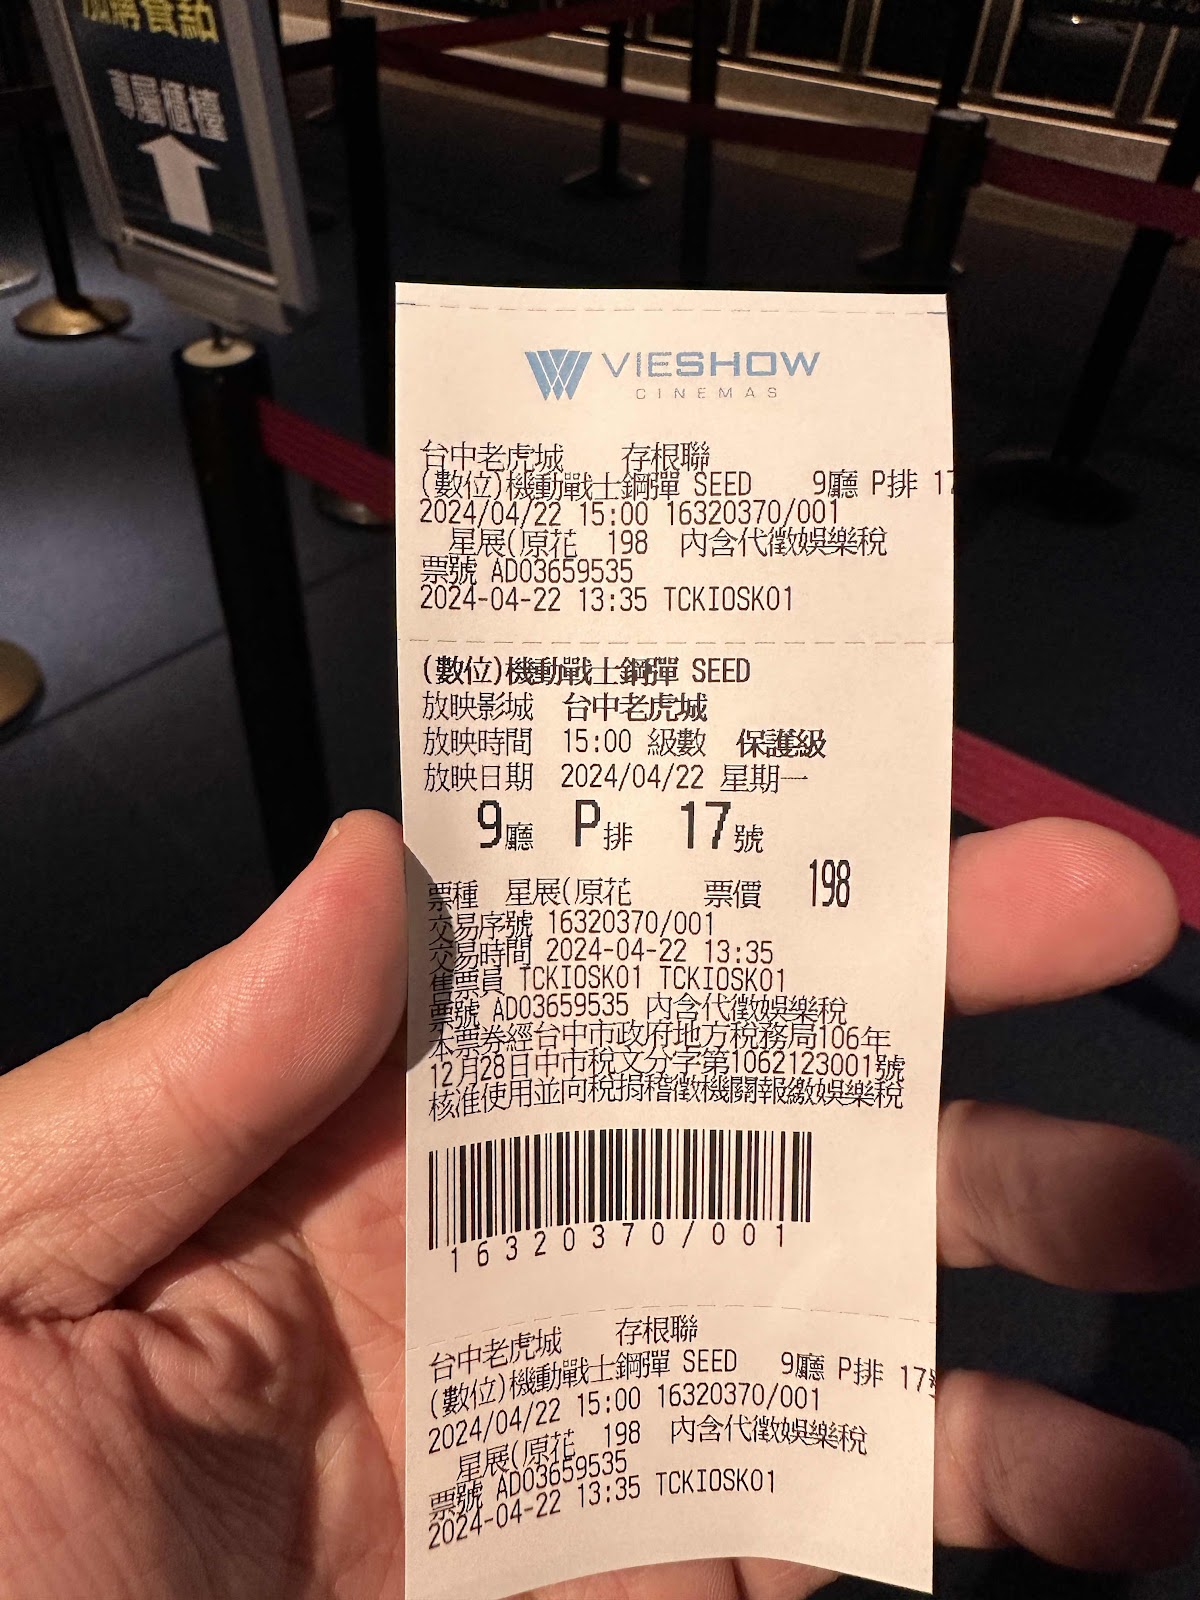 加購餐點
專屬櫃檯
VIESHOW
CINEMAS
台中老虎城 存根聯
(數位)機動戰士鋼彈 SEED 9廳 P排 17
2024/04/22 15:00 16320370/001
星展(原花 198 內含代徵娛樂稅
票號 AD03659535
2024-04-22 13:35 TCKIOSK01
(數位)機動戰士鋼彈 SEED
放映影城 台中老虎城
放映時間 15:00 級數 保護級
放映日期 2024/04/22 星期一
9廳 P排 17號
票種 星展(原花 票價 198
交易序號 16320370/001
交易時間 2024-04-22 13:35
售票員 TCKIOSK01 TCKIOSK01
票號 AD03659535 內含代徵娛樂稅
本票券經台中市政府地方稅務局106年
12月28日中市稅文分字第1062123001號
核准使用並向稅捐稽徵機關報繳娛樂稅
16320370/001
台中老虎城 存根聯
(數位)機動戰士鋼彈 SEED 9廳 P排 17號
2024/04/22 15:00 16320370/001
星展(原花 198 內含代徵娛樂稅
票號 AD03659535
2024-04-22 13:35 TCKIOSK01